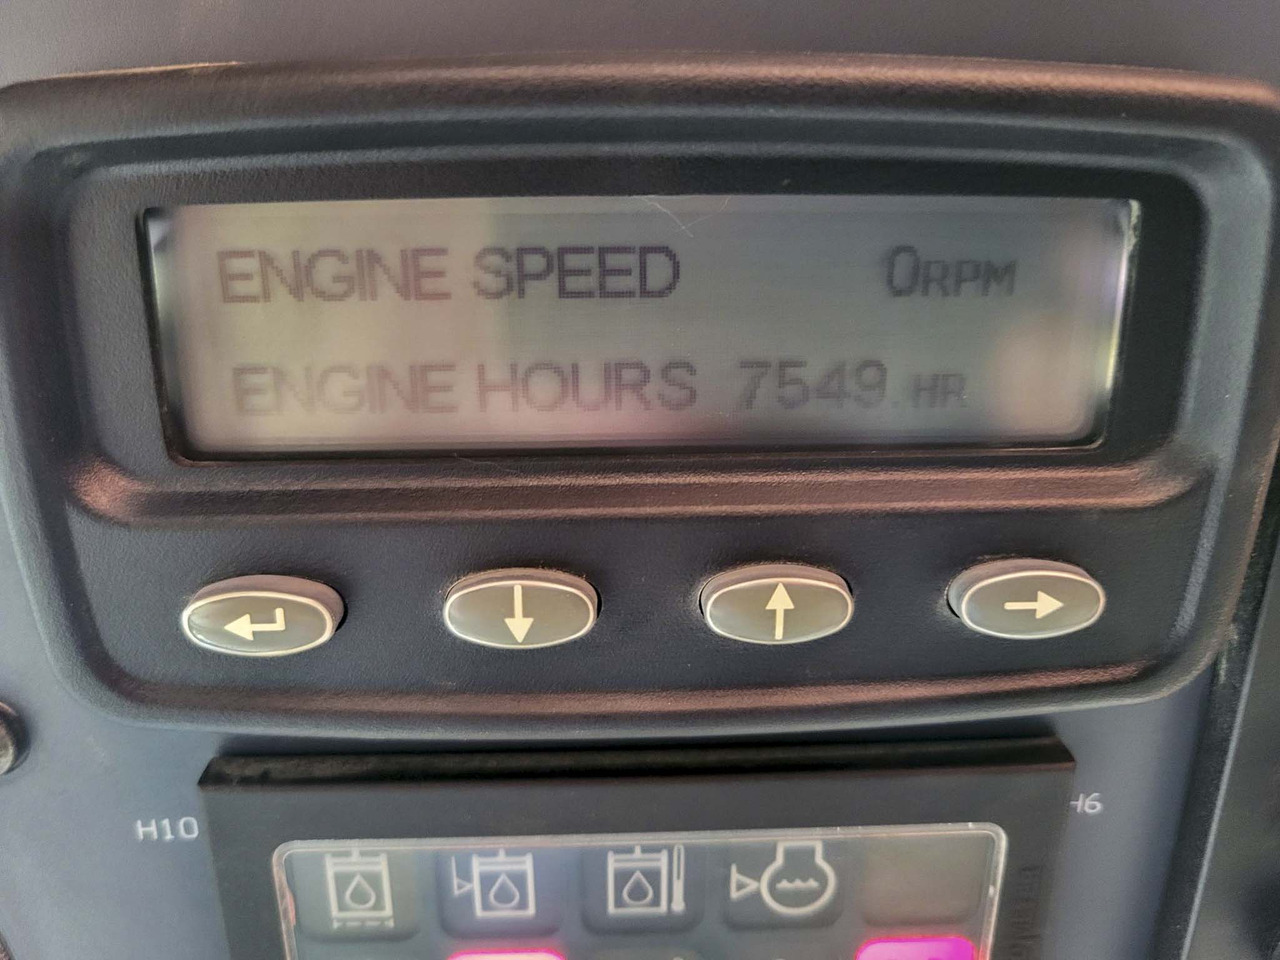 ENGINE SPEED 0RPM
ENGINE HOURS 7549. HR
H10
H6